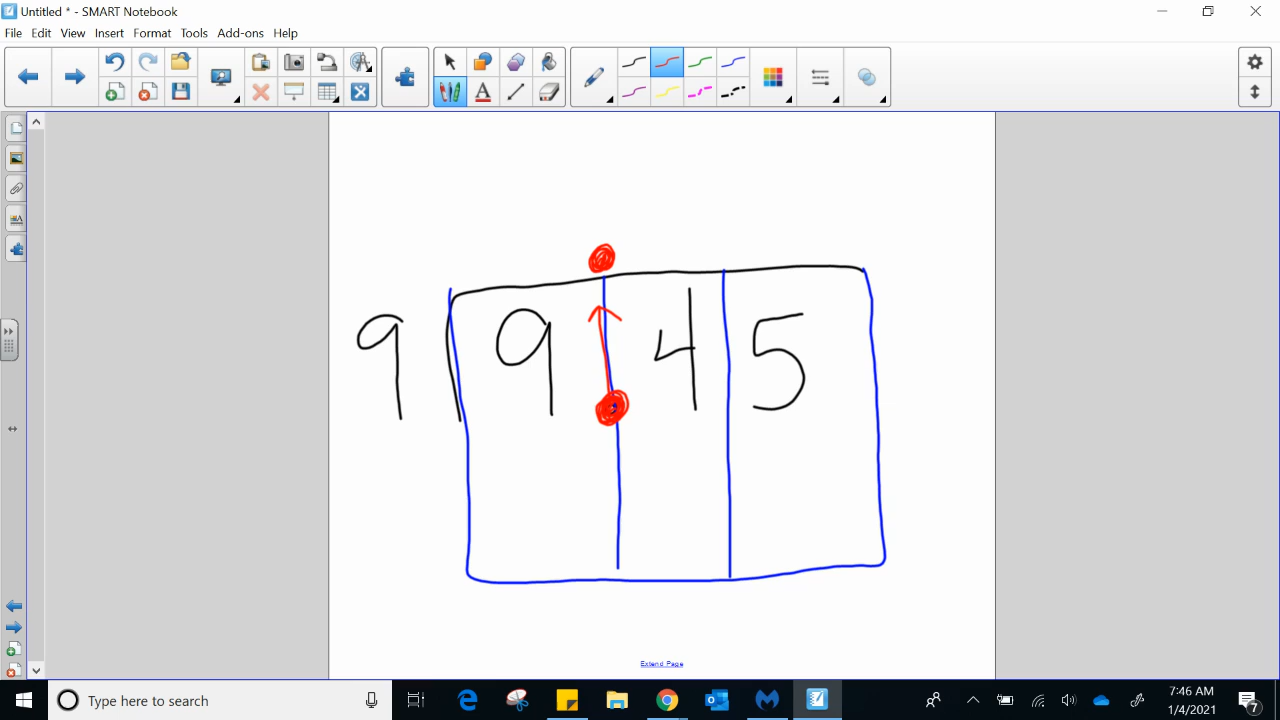 Untitled * - SMART Notebook
File Edit View Insert Format Tools Add-ons Help
9 9 . 4 5
Extend Page
Type here to search
7:46 AM
1/4/2021
7